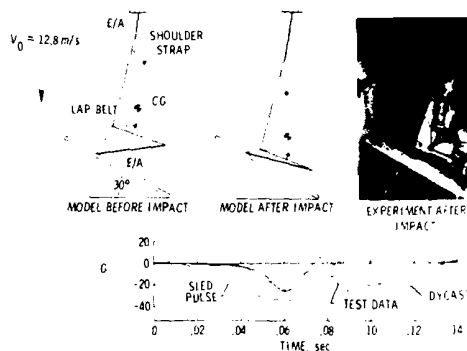 V₀ = 12.8 m/s
E/A
SHOULDER STRAP
LAP BELT
CG
E/A
30°
MODEL BEFORE IMPACT
MODEL AFTER IMPACT
EXPERIMENT AFTER IMPACT
G
20
0
-20
-40
SLED PULSE
TEST DATA
DYCAST
0
.02
.04
.06
.08
.10
.12
.14
TIME, sec